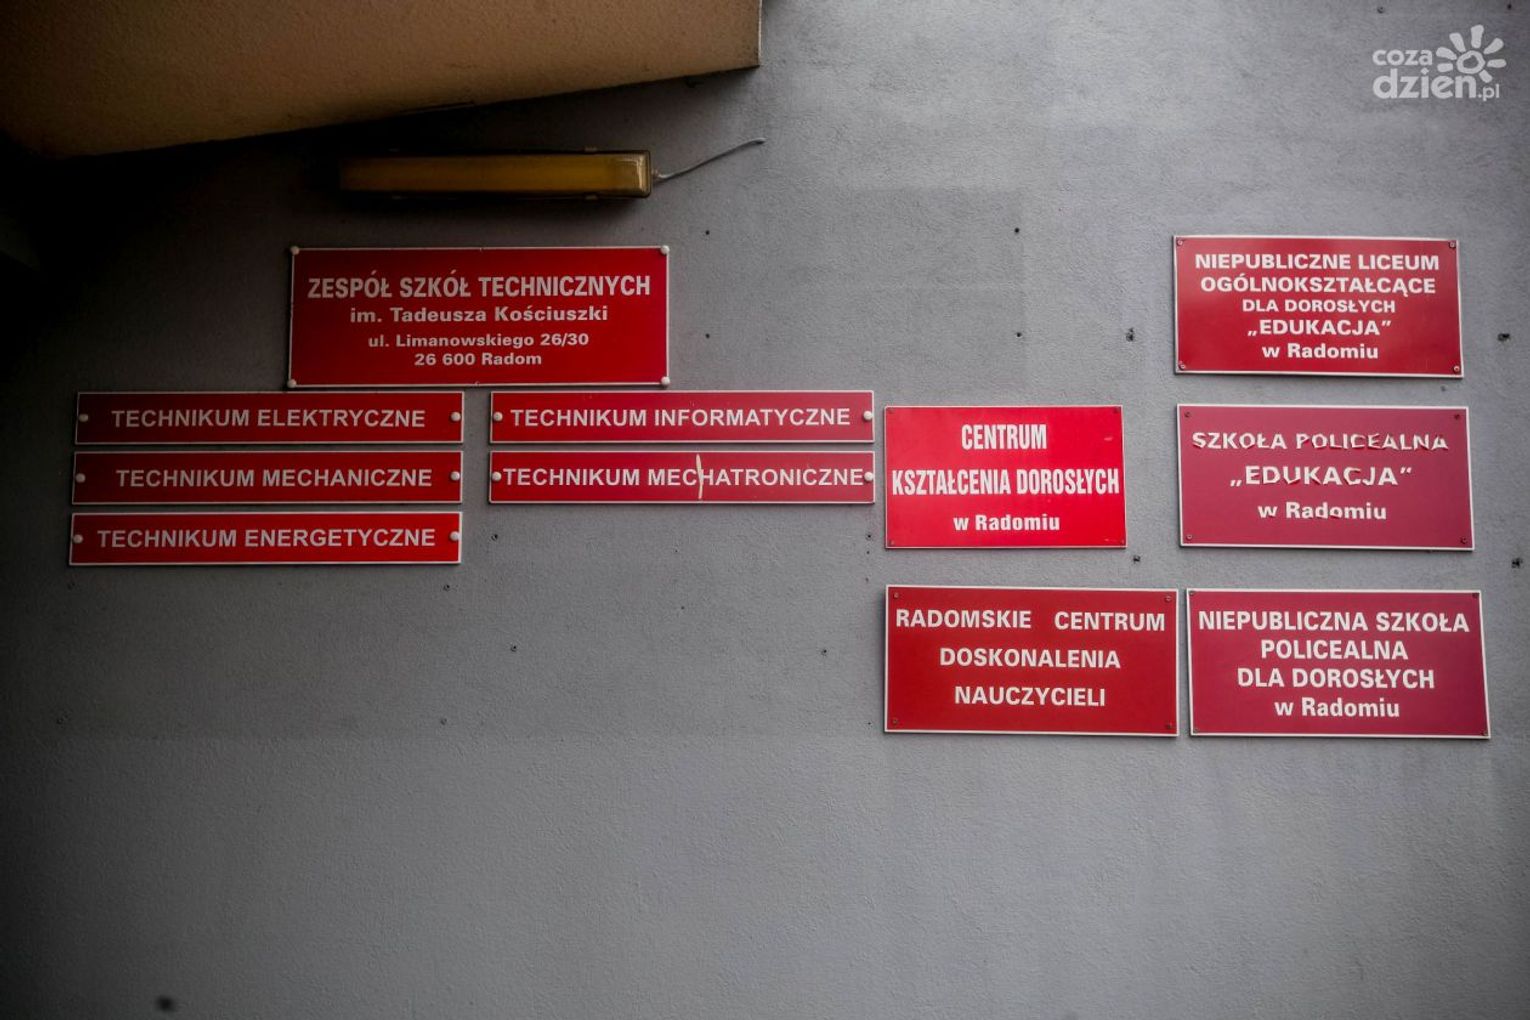 coza
dzień.pl
ZESPÓŁ SZKÓŁ TECHNICZNYCH
im. Tadeusza Kościuszki
ul. Limanowskiego 26/30
26 600 Radom
TECHNIKUM ELEKTRYCZNE
TECHNIKUM MECHANICZNE
TECHNIKUM ENERGETYCZNE
TECHNIKUM INFORMATYCZNE
TECHNIKUM MECHATRONICZNE
CENTRUM
KSZTAŁCENIA DOROSŁYCH
w Radomiu
RADOMSKIE CENTRUM
DOSKONALENIA
NAUCZYCIELI
NIEPUBLICZNE LICEUM
OGÓLNOKSZTAŁCĄCE
DLA DOROSŁYCH
„EDUKACJA”
w Radomiu
SZKOŁA POLICEALNA
„EDUKACJA”
w Radomiu
NIEPUBLICZNA SZKOŁA
POLICEALNA
DLA DOROSŁYCH
w Radomiu